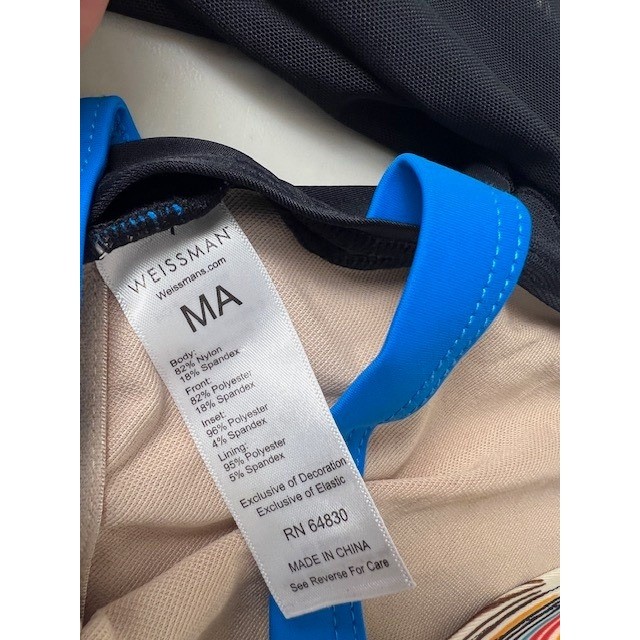 WEISSMAN™
Weissmans.com
MA
Body:
82% Nylon
18% Spandex
Front:
82% Polyester
18% Spandex
Inset:
96% Polyester
4% Spandex
Lining:
95% Polyester
5% Spandex
Exclusive of Decoration
Exclusive of Elastic
RN 64830
MADE IN CHINA
See Reverse For Care